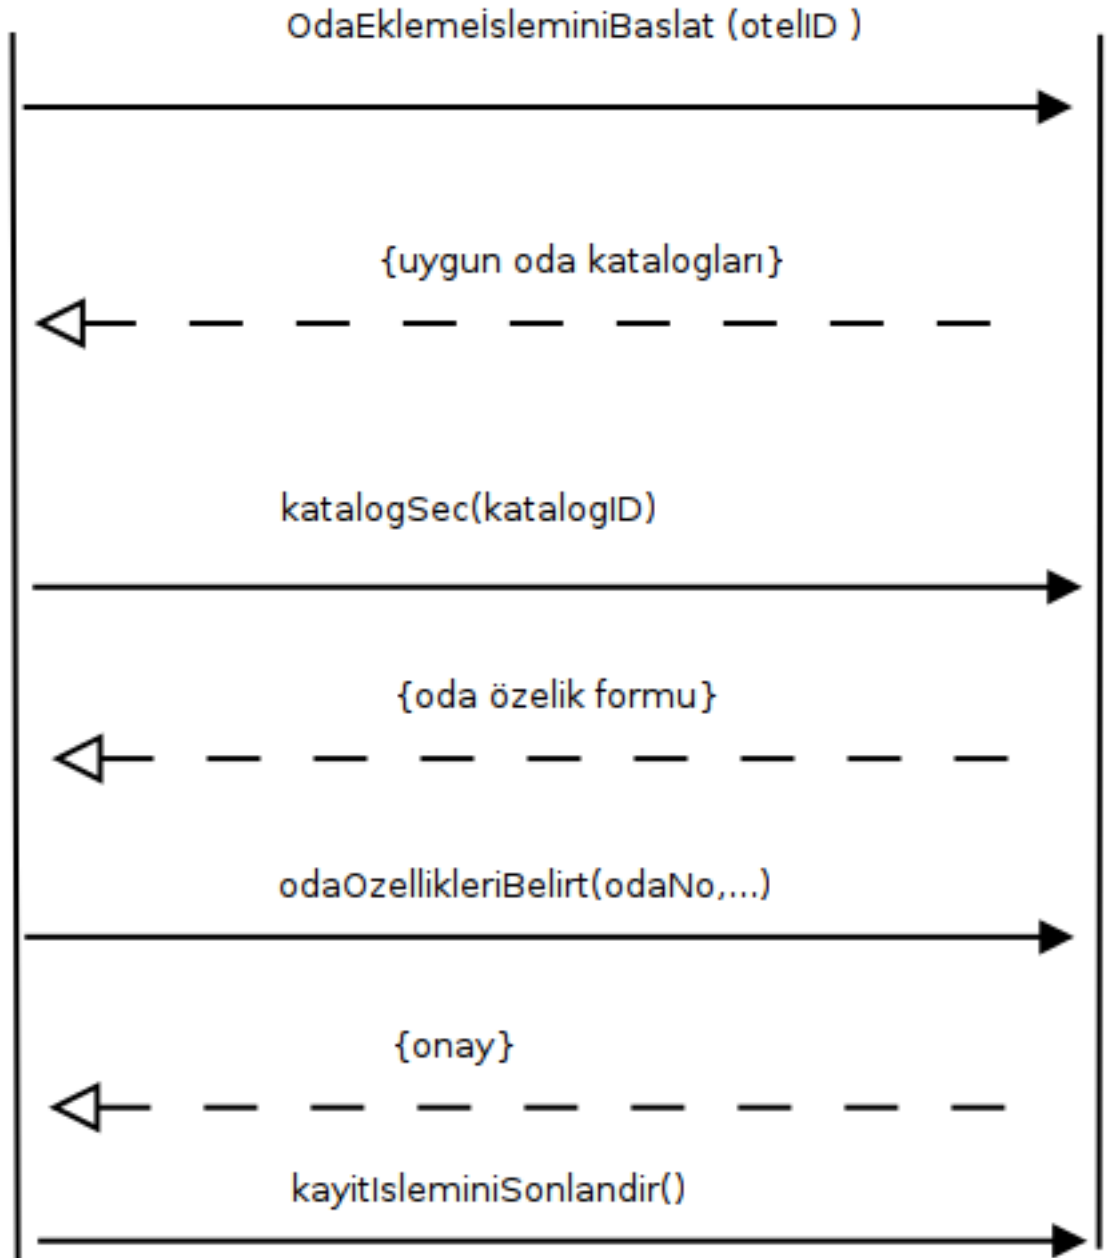 OdaEklemeİsleminiBaslat (otelID )
{uygun oda katalogları}
katalogSec(katalogID)
{oda özelik formu}
odaOzellikleriBelirt(odaNo,...)
{onay}
kayitIsleminiSonlandir()